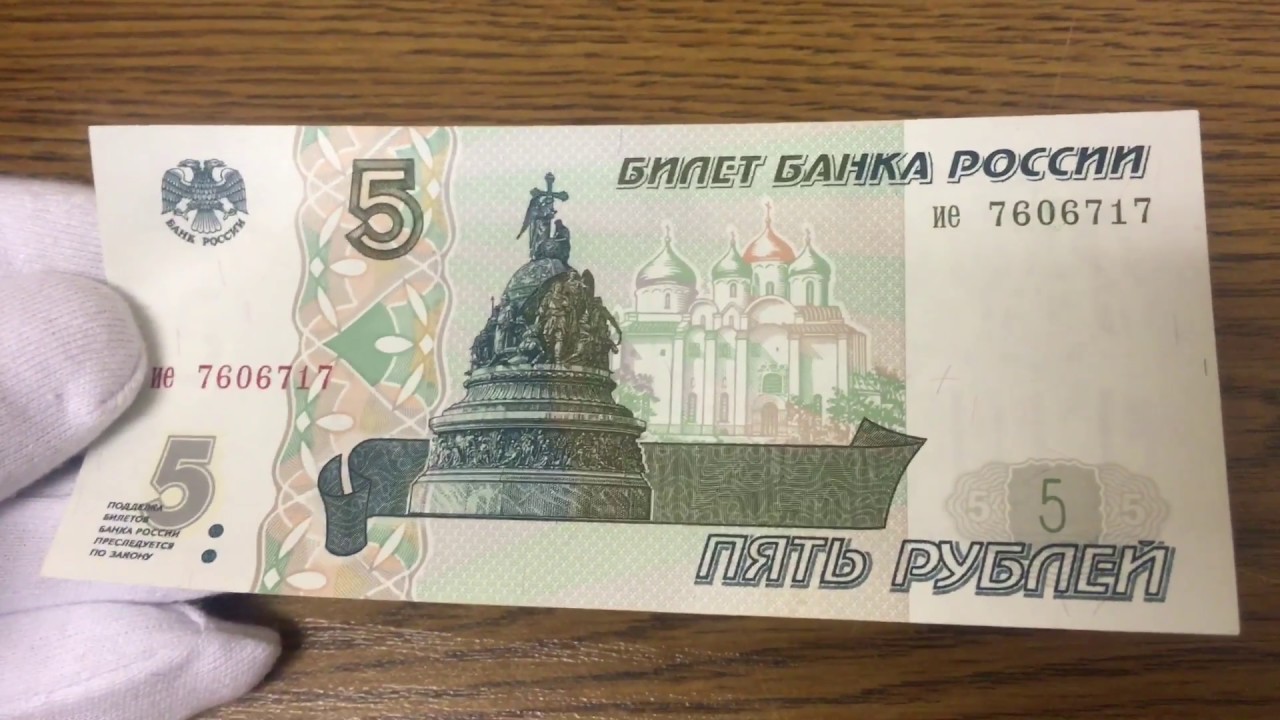 5
БИЛЕТ БАНКА РОССИИ
БАНК РОССИИ
ие 7606717
ие 7606717
5
ПОДДЕЛКА
БИЛЕТОВ
БАНКА РОССИИ
ПРЕСЛЕДУЕТСЯ
ПО ЗАКОНУ
5 5 5
ПЯТЬ РУБЛЕЙ